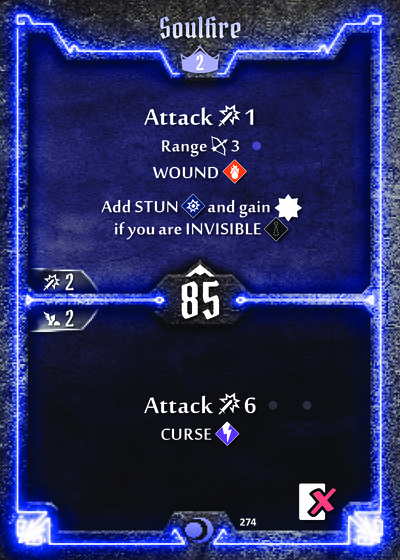 Soulfire
2
Attack 1
Range 3
WOUND
Add STUN and gain
if you are INVISIBLE
2
85
2
Attack 6
CURSE
274